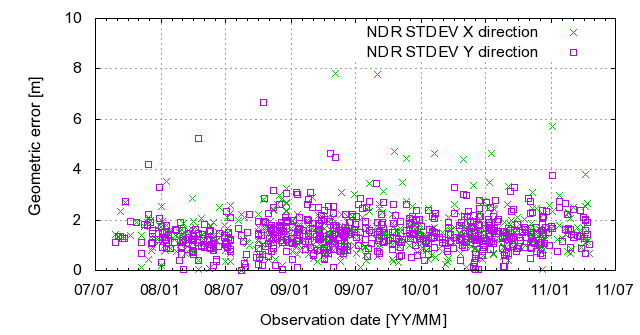 NDR STDEV X direction
NDR STDEV Y direction
10
8
6
4
2
0
Geometric error [m]
07/07 08/01 08/07 09/01 09/07 10/01 10/07 11/01 11/07
Observation date [YY/MM]